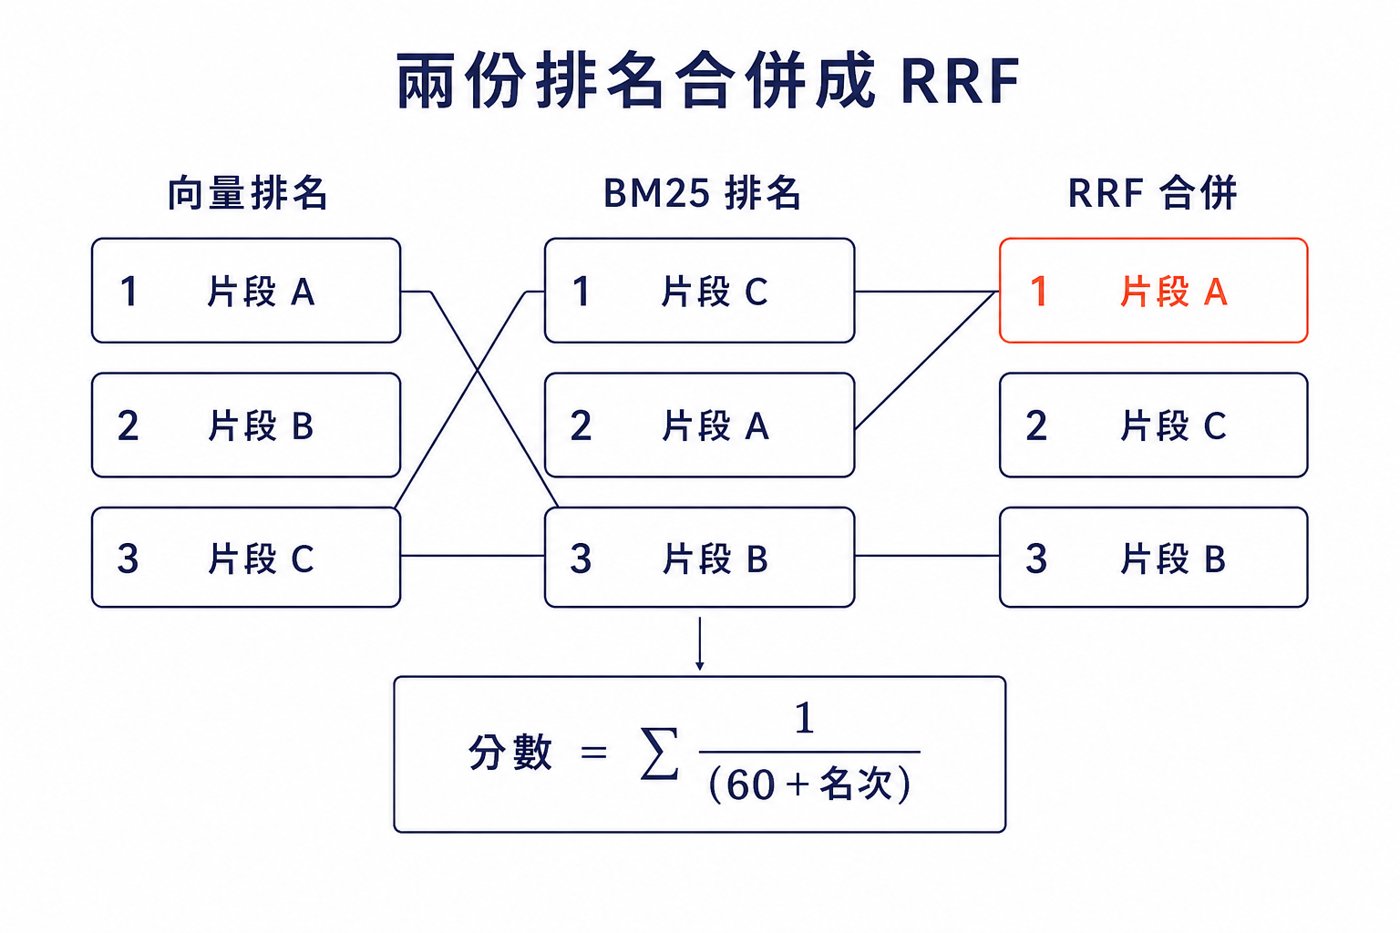 兩份排名合併成 RRF
向量排名
1 片段 A
2 片段 B
3 片段 C
BM25 排名
1 片段 C
2 片段 A
3 片段 B
RRF 合併
1 片段 A
2 片段 C
3 片段 B
分數 = ∑ 1
(60 + 名次)